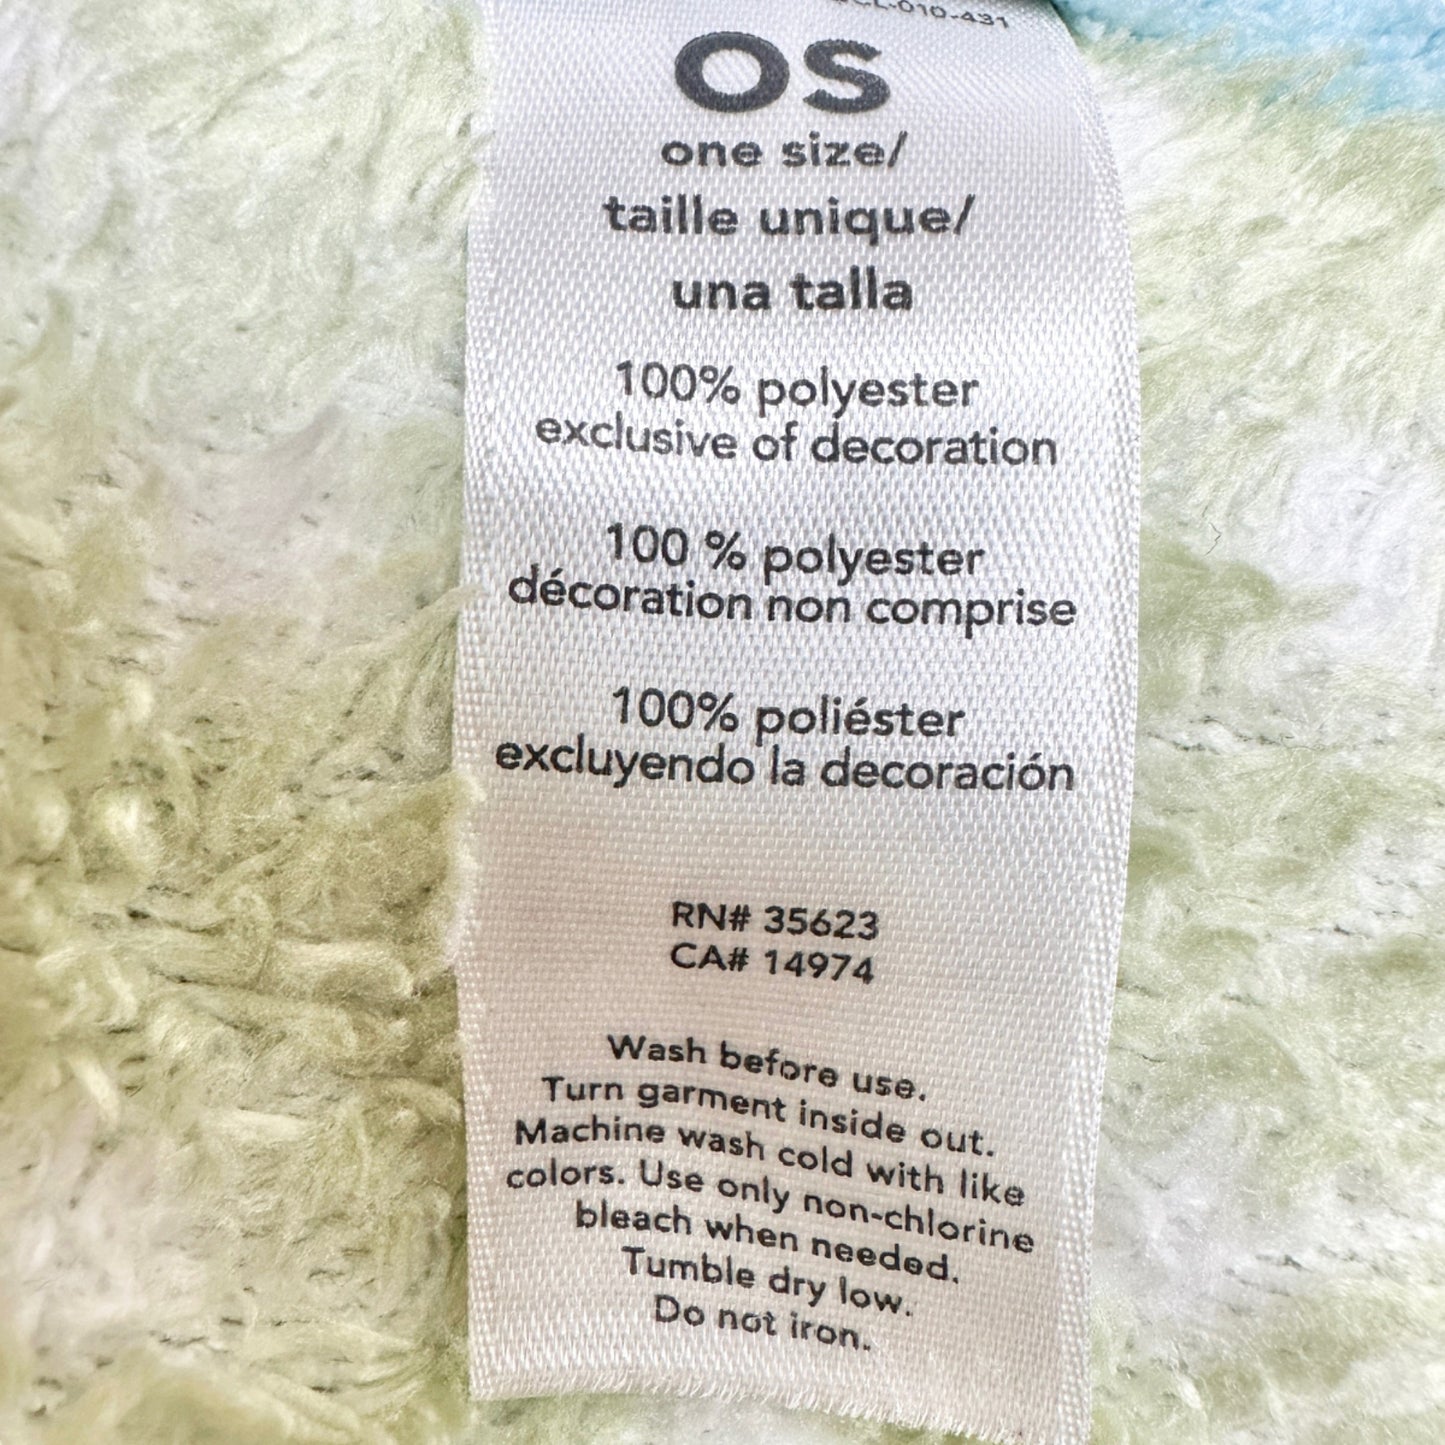 OS
one size/
taille unique/
una talla
100% polyester
exclusive of decoration
100 % polyester
décoration non comprise
100% poliéster
excluyendo la decoración
RN# 35623
CA# 14974
Wash before use.
Turn garment inside out.
Machine wash cold with like
colors. Use only non-chlorine
bleach when needed.
Tumble dry low.
Do not iron.